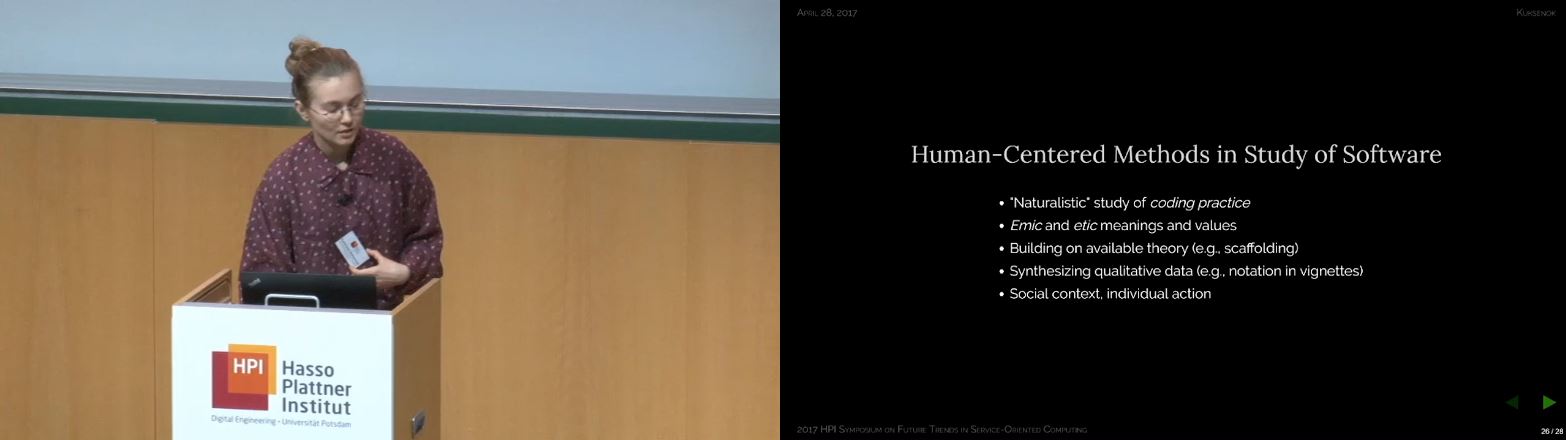 HPI
Hasso
Plattner
Institut
Digital Engineering • Universität Potsdam
April 28, 2017
Kuksenok
Human-Centered Methods in Study of Software
• "Naturalistic" study of coding practice
• Emic and etic meanings and values
• Building on available theory (e.g., scaffolding)
• Synthesizing qualitative data (e.g., notation in vignettes)
• Social context, individual action
2017 HPI Symposium on Future Trends in Service-Oriented Computing
26 / 28